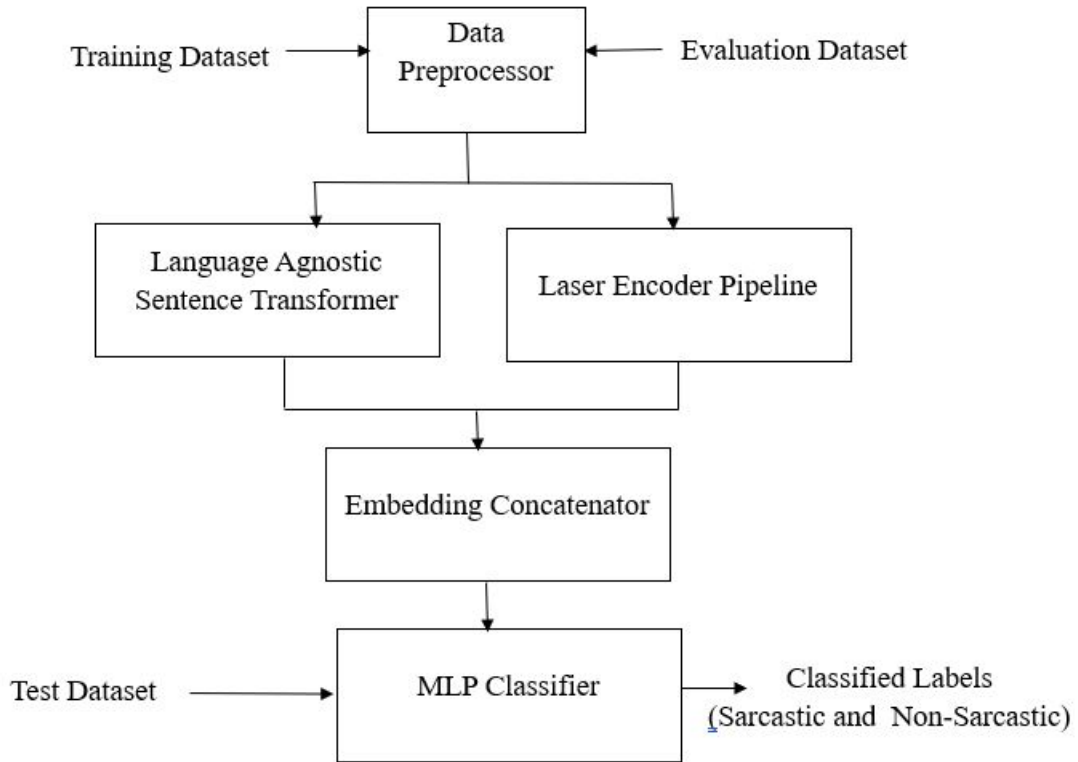 Training Dataset
Data
Preprocessor
Evaluation Dataset
Language Agnostic
Sentence Transformer
Laser Encoder Pipeline
Embedding Concatenator
Test Dataset
MLP Classifier
Classified Labels
(Sarcastic and Non-Sarcastic)